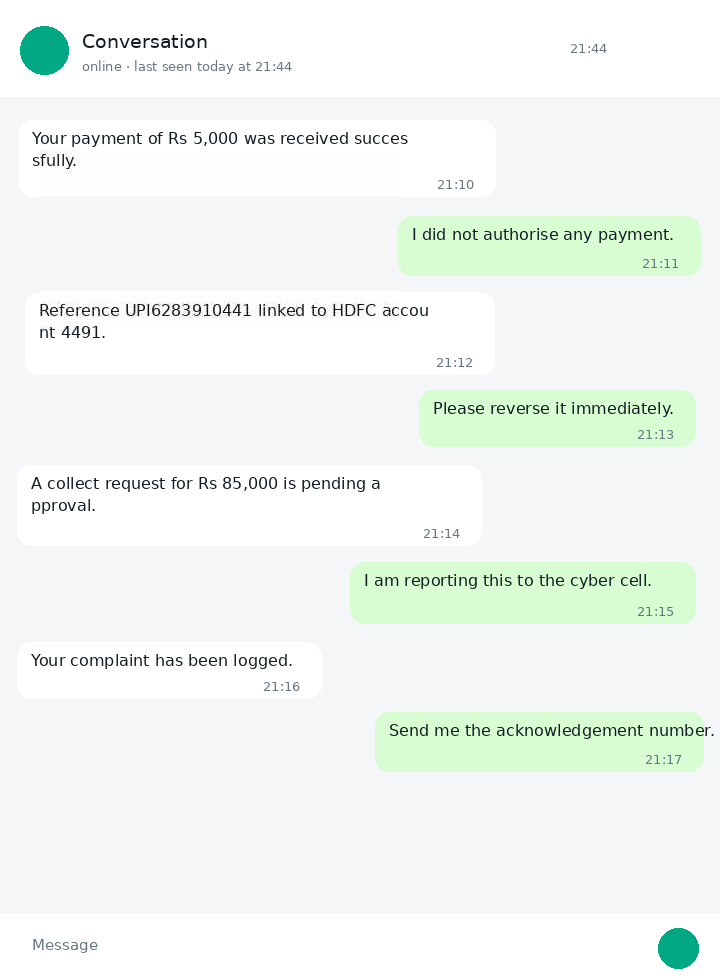 Conversation
21:44
online · last seen today at 21:44
Your payment of Rs 5,000 was received succes
sfully.
21:10
I did not authorise any payment.
21:11
Reference UPI6283910441 linked to HDFC accou
nt 4491.
21:12
Please reverse it immediately.
21:13
A collect request for Rs 85,000 is pending a
pproval.
21:14
I am reporting this to the cyber cell.
21:15
Your complaint has been logged.
21:16
Send me the acknowledgement number.
21:17
Message